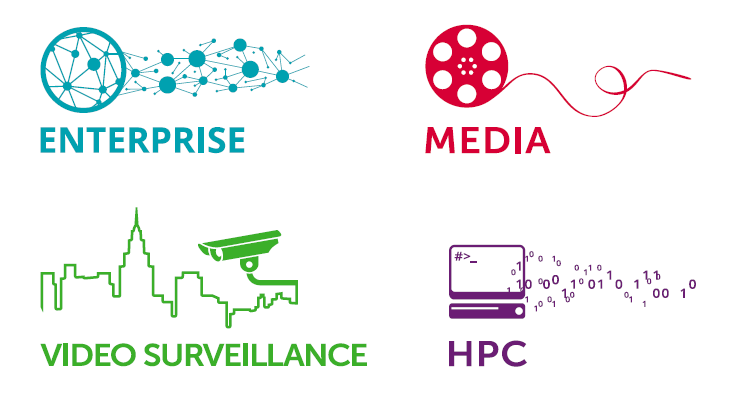 ENTERPRISE
MEDIA
VIDEO SURVEILLANCE
#>_
HPC